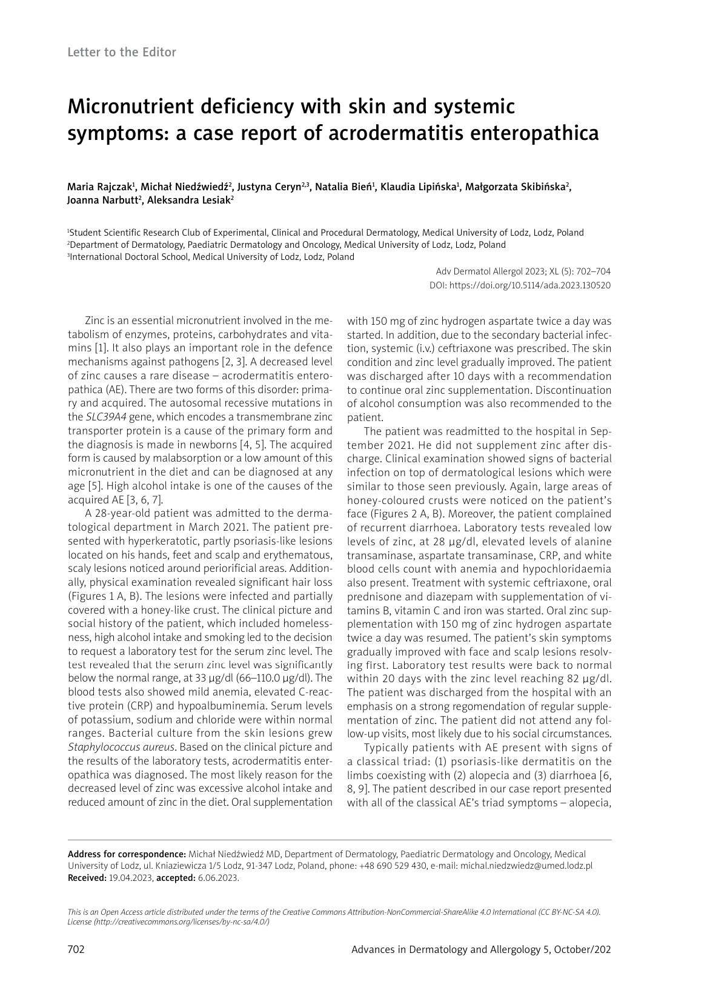 Letter to the Editor
Micronutrient deficiency with skin and systemic
symptoms: a case report of acrodermatitis enteropathica
Maria Rajczak¹, Michał Niedźwiedź², Justyna Ceryn²,³, Natalia Bień¹, Klaudia Lipińska¹, Małgorzata Skibińska²,
Joanna Narbutt², Aleksandra Lesiak²
¹Student Scientific Research Club of Experimental, Clinical and Procedural Dermatology, Medical University of Lodz, Lodz, Poland
²Department of Dermatology, Paediatric Dermatology and Oncology, Medical University of Lodz, Lodz, Poland
³International Doctoral School, Medical University of Lodz, Lodz, Poland
Adv Dermatol Allergol 2023; XL (5): 702–704
DOI: https://doi.org/10.5114/ada.2023.130520
Zinc is an essential micronutrient involved in the me-
tabolism of enzymes, proteins, carbohydrates and vita-
mins [1]. It also plays an important role in the defence
mechanisms against pathogens [2, 3]. A decreased level
of zinc causes a rare disease – acrodermatitis entero-
pathica (AE). There are two forms of this disorder: prima-
ry and acquired. The autosomal recessive mutations in
the SLC39A4 gene, which encodes a transmembrane zinc
transporter protein is a cause of the primary form and
the diagnosis is made in newborns [4, 5]. The acquired
form is caused by malabsorption or a low amount of this
micronutrient in the diet and can be diagnosed at any
age [5]. High alcohol intake is one of the causes of the
acquired AE [3, 6, 7].
A 28-year-old patient was admitted to the derma-
tological department in March 2021. The patient pre-
sented with hyperkeratotic, partly psoriasis-like lesions
located on his hands, feet and scalp and erythematous,
scaly lesions noticed around periorificial areas. Addition-
ally, physical examination revealed significant hair loss
(Figures 1 A, B). The lesions were infected and partially
covered with a honey-like crust. The clinical picture and
social history of the patient, which included homeless-
ness, high alcohol intake and smoking led to the decision
to request a laboratory test for the serum zinc level. The
test revealed that the serum zinc level was significantly
below the normal range, at 33 µg/dl (66–110.0 µg/dl). The
blood tests also showed mild anemia, elevated C-reac-
tive protein (CRP) and hypoalbuminemia. Serum levels
of potassium, sodium and chloride were within normal
ranges. Bacterial culture from the skin lesions grew
Staphylococcus aureus. Based on the clinical picture and
the results of the laboratory tests, acrodermatitis enter-
opathica was diagnosed. The most likely reason for the
decreased level of zinc was excessive alcohol intake and
reduced amount of zinc in the diet. Oral supplementation
with 150 mg of zinc hydrogen aspartate twice a day was
started. In addition, due to the secondary bacterial infec-
tion, systemic (i.v.) ceftriaxone was prescribed. The skin
condition and zinc level gradually improved. The patient
was discharged after 10 days with a recommendation
to continue oral zinc supplementation. Discontinuation
of alcohol consumption was also recommended to the
patient.
The patient was readmitted to the hospital in Sep-
tember 2021. He did not supplement zinc after dis-
charge. Clinical examination showed signs of bacterial
infection on top of dermatological lesions which were
similar to those seen previously. Again, large areas of
honey-coloured crusts were noticed on the patient's
face (Figures 2 A, B). Moreover, the patient complained
of recurrent diarrhoea. Laboratory tests revealed low
levels of zinc, at 28 µg/dl, elevated levels of alanine
transaminase, aspartate transaminase, CRP, and white
blood cells count with anemia and hypochloridaemia
also present. Treatment with systemic ceftriaxone, oral
prednisone and diazepam with supplementation of vi-
tamins B, vitamin C and iron was started. Oral zinc sup-
plementation with 150 mg of zinc hydrogen aspartate
twice a day was resumed. The patient's skin symptoms
gradually improved with face and scalp lesions resolv-
ing first. Laboratory test results were back to normal
within 20 days with the zinc level reaching 82 µg/dl.
The patient was discharged from the hospital with an
emphasis on a strong regomendation of regular supple-
mentation of zinc. The patient did not attend any fol-
low-up visits, most likely due to his social circumstances.
Typically patients with AE present with signs of
a classical triad: (1) psoriasis-like dermatitis on the
limbs coexisting with (2) alopecia and (3) diarrhoea [6,
8, 9]. The patient described in our case report presented
with all of the classical AE's triad symptoms – alopecia,
Address for correspondence: Michał Niedźwiedź MD, Department of Dermatology, Paediatric Dermatology and Oncology, Medical
University of Lodz, ul. Kniaziewicza 1/5 Lodz, 91-347 Lodz, Poland, phone: +48 690 529 430, e-mail: michal.niedzwiedz@umed.lodz.pl
Received: 19.04.2023, accepted: 6.06.2023.
This is an Open Access article distributed under the terms of the Creative Commons Attribution-NonCommercial-ShareAlike 4.0 International (CC BY-NC-SA 4.0).
License (http://creativecommons.org/licenses/by-nc-sa/4.0/)
702
Advances in Dermatology and Allergology 5, October/202